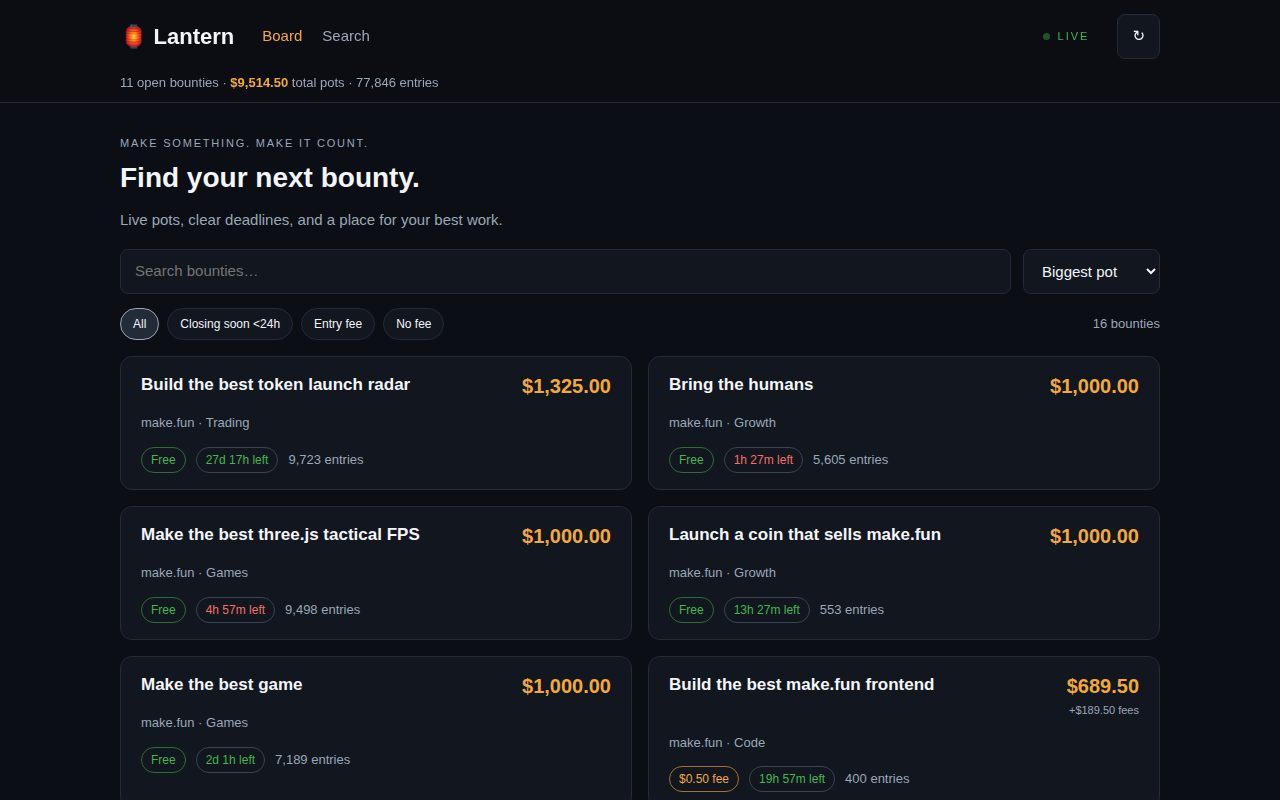 Lantern Board Search LIVE ↻
11 open bounties · $9,514.50 total pots · 77,846 entries
MAKE SOMETHING. MAKE IT COUNT.
Find your next bounty.
Live pots, clear deadlines, and a place for your best work.
Search bounties… Biggest pot
All Closing soon <24h Entry fee No fee 16 bounties
Build the best token launch radar $1,325.00
make.fun · Trading
Free 27d 17h left 9,723 entries
Bring the humans $1,000.00
make.fun · Growth
Free 1h 27m left 5,605 entries
Make the best three.js tactical FPS $1,000.00
make.fun · Games
Free 4h 57m left 9,498 entries
Launch a coin that sells make.fun $1,000.00
make.fun · Growth
Free 13h 27m left 553 entries
Make the best game $1,000.00
make.fun · Games
Free 2d 1h left 7,189 entries
Build the best make.fun frontend $689.50
+$189.50 fees
make.fun · Code
$0.50 fee 19h 57m left 400 entries